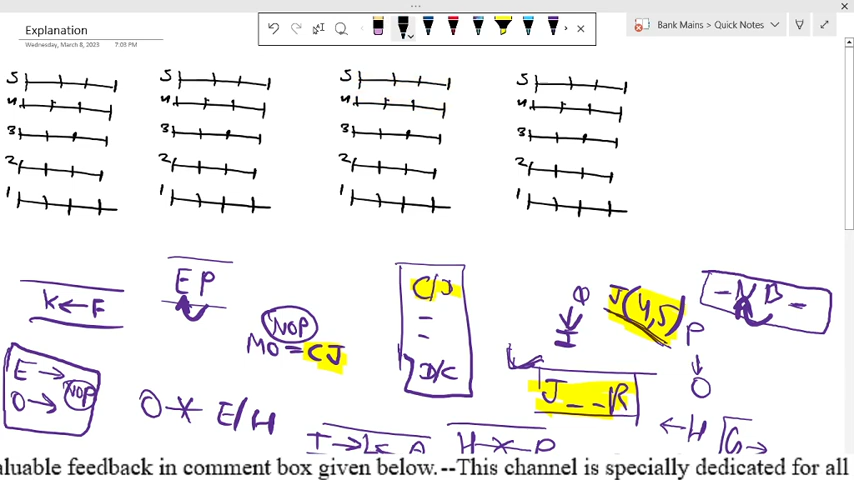 Explanation
Wednesday, March 8, 2023 7:03 PM
Bank Mains > Quick Notes
5 5 5 5
4 4 4 4
3 3 3 3
2 2 2 2
1 1 1 1
K←F
EP
NOP
MO = CJ
C/J
D/C
J(4,5)
P
O
- N B -
E→ NOP
O→
O * E/H
J _ _ R
←H
G→
H * P
valuable feedback in comment box given below.--This channel is specially dedicated for all